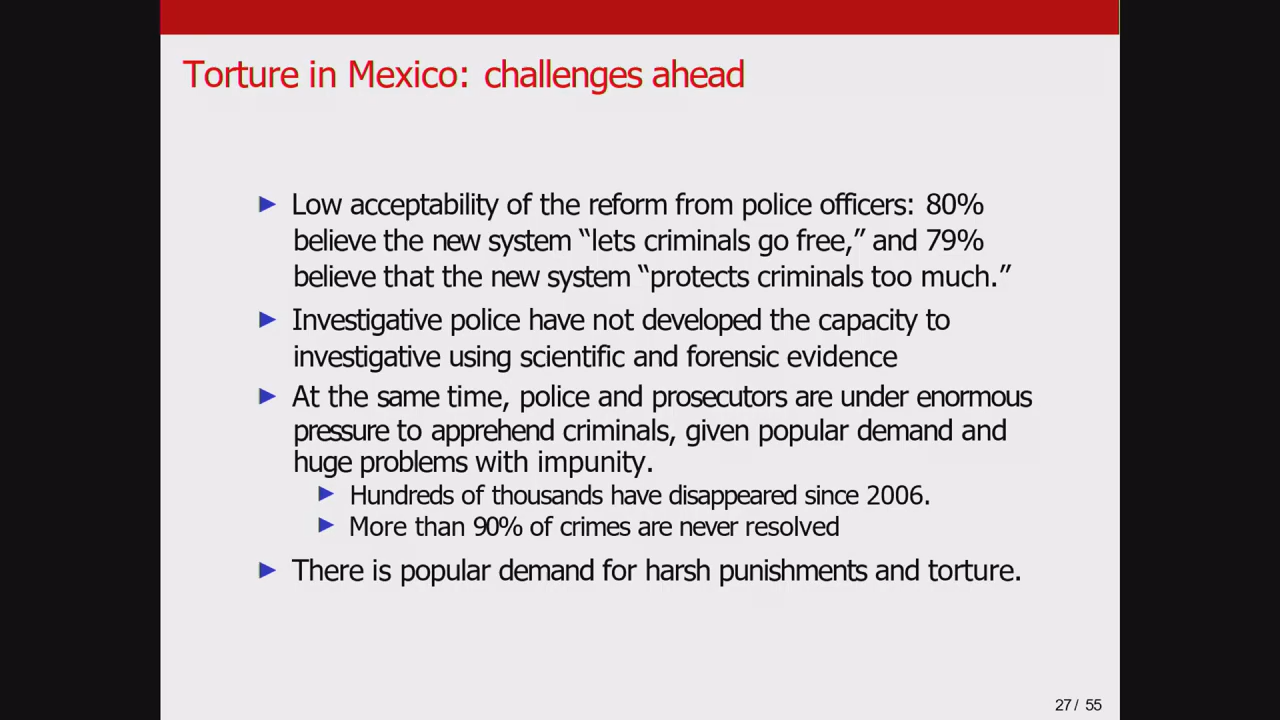 Torture in Mexico: challenges ahead
Low acceptability of the reform from police officers: 80%
believe the new system “lets criminals go free,” and 79%
believe that the new system “protects criminals too much.”
Investigative police have not developed the capacity to
investigative using scientific and forensic evidence
At the same time, police and prosecutors are under enormous
pressure to apprehend criminals, given popular demand and
huge problems with impunity.
Hundreds of thousands have disappeared since 2006.
More than 90% of crimes are never resolved
There is popular demand for harsh punishments and torture.
27 / 55